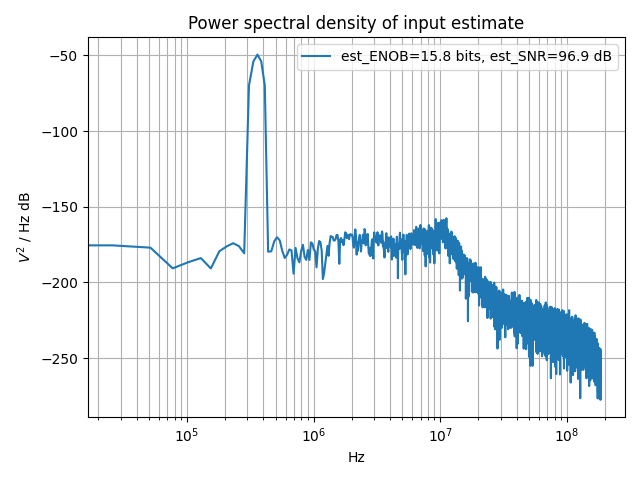 Power spectral density of input estimate
est_ENOB=15.8 bits, est_SNR=96.9 dB
V² / Hz dB
−50
−100
−150
−200
−250
10⁵
10⁶
10⁷
10⁸
Hz